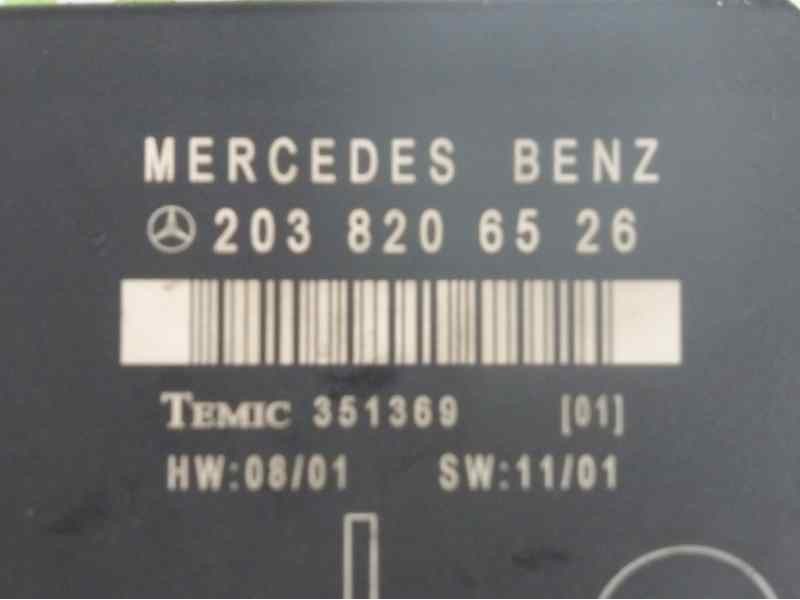 MERCEDES BENZ
203 820 65 26
TEMIC 351369 [01]
HW:08/01 SW:11/01